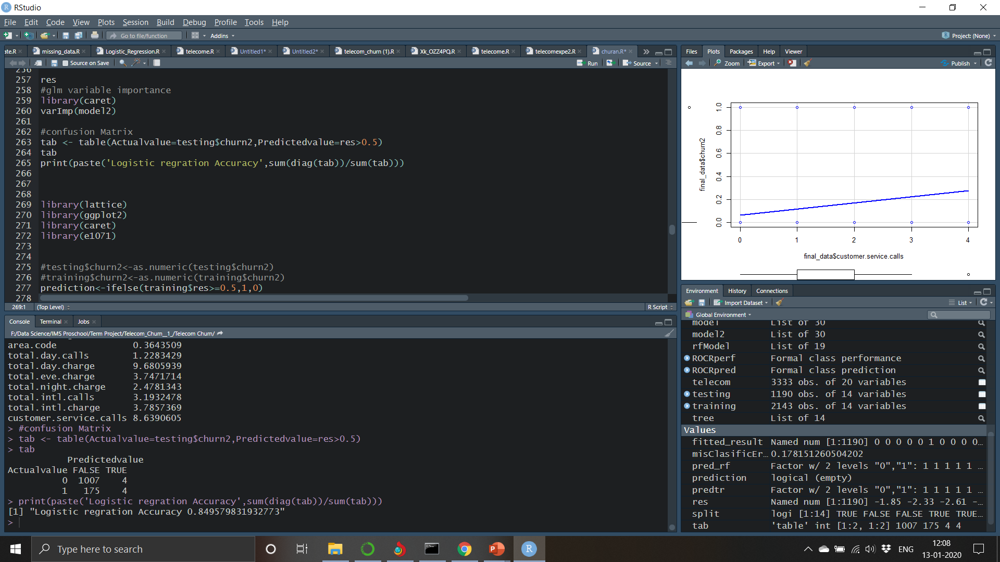 RStudio
File Edit Code View Plots Session Build Debug Profile Tools Help
Go to file/function Addins Project: (None)
ate.R missing_data.R Logistic_Regression.R telecome.R Untitled1* Untitled2* telecom_churn (1).R Xk_OZZ4PQ.R telecome.R telecomexpe2.R churan.R*
Source on Save Run Source
256
257 res
258 #glm variable importance
259 library(caret)
260 varImp(model2)
261
262 #confusion Matrix
263 tab <- table(Actualvalue=testing$churn2,Predictedvalue=res>0.5)
264 tab
265 print(paste('Logistic regration Accuracy',sum(diag(tab))/sum(tab)))
266
267
268
269 library(lattice)
270 library(ggplot2)
271 library(caret)
272 library(e1071)
273
274
275 #testing$churn2<-as.numeric(testing$churn2)
276 #training$churn2<-as.numeric(training$churn2)
277 prediction<-ifelse(training$res>=0.5,1,0)
278
269:1 (Top Level) R Script
Console Terminal Jobs
F:/Data Science/IMS Proschool/Term Project/Telecom_Churn__1_/Telecom Churn/
area.code 0.3643509
total.day.calls 1.2283429
total.day.charge 9.6805939
total.eve.charge 3.7471714
total.night.charge 2.4781343
total.intl.calls 3.1932478
total.intl.charge 3.7857369
customer.service.calls 8.6390605
> #confusion Matrix
> tab <- table(Actualvalue=testing$churn2,Predictedvalue=res>0.5)
> tab
Predictedvalue
Actualvalue FALSE TRUE
0 1007 4
1 175 4
> print(paste('Logistic regration Accuracy',sum(diag(tab))/sum(tab)))
[1] "Logistic regration Accuracy 0.849579831932773"
>
Files Plots Packages Help Viewer
Zoom Export Publish
final_data$churn2
1.0
0.8
0.6
0.4
0.2
0.0
0 1 2 3 4
final_data$customer.service.calls
Environment History Connections
Import Dataset List
Global Environment
model List of 30
model2 List of 30
rfModel List of 19
ROCRperf Formal class performance
ROCRpred Formal class prediction
telecom 3333 obs. of 20 variables
testing 1190 obs. of 14 variables
training 2143 obs. of 14 variables
tree List of 14
Values
fitted_result Named num [1:1190] 0 0 0 0 0 1 0 0 0 0…
misClasificEr… 0.178151260504202
pred_rf Factor w/ 2 levels "0","1": 1 1 1 1 1 …
prediction logical (empty)
predtr Factor w/ 2 levels "0","1": 1 1 1 1 1 …
res Named num [1:1190] -1.85 -2.33 -2.61 -…
split logi [1:14] TRUE FALSE FALSE TRUE TRUE…
tab 'table' int [1:2, 1:2] 1007 175 4 4
Type here to search
ENG
12:08
13-01-2020